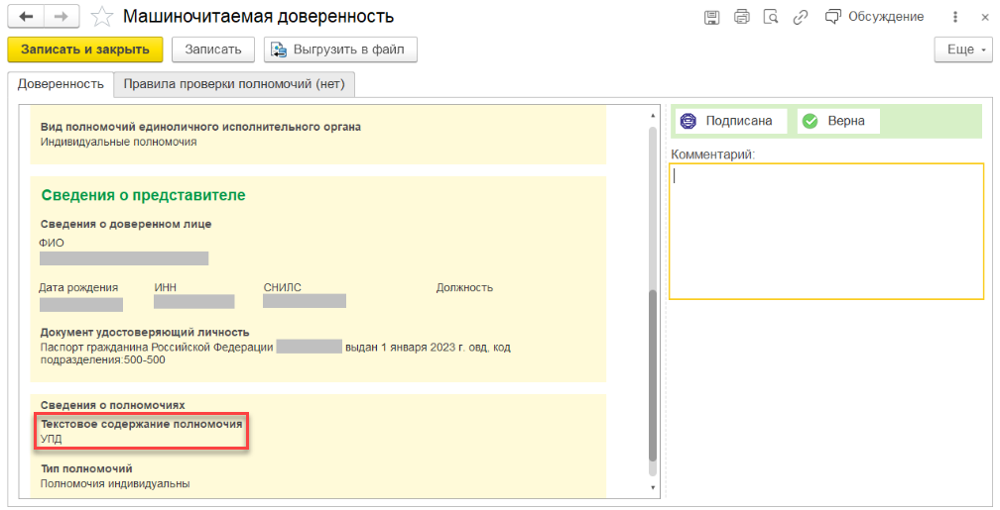 Машиночитаемая доверенность
Обсуждение
Записать и закрыть
Записать
Выгрузить в файл
Еще
Доверенность
Правила проверки полномочий (нет)
Вид полномочий единоличного исполнительного органа
Индивидуальные полномочия
Сведения о представителе
Сведения о доверенном лице
ФИО
Дата рождения ИНН СНИЛС Должность
Документ удостоверяющий личность
Паспорт гражданина Российской Федерации выдан 1 января 2023 г. овд, код
подразделения:500-500
Сведения о полномочиях
Текстовое содержание полномочия
УПД
Тип полномочий
Полномочия индивидуальны
Подписана
Верна
Комментарий: